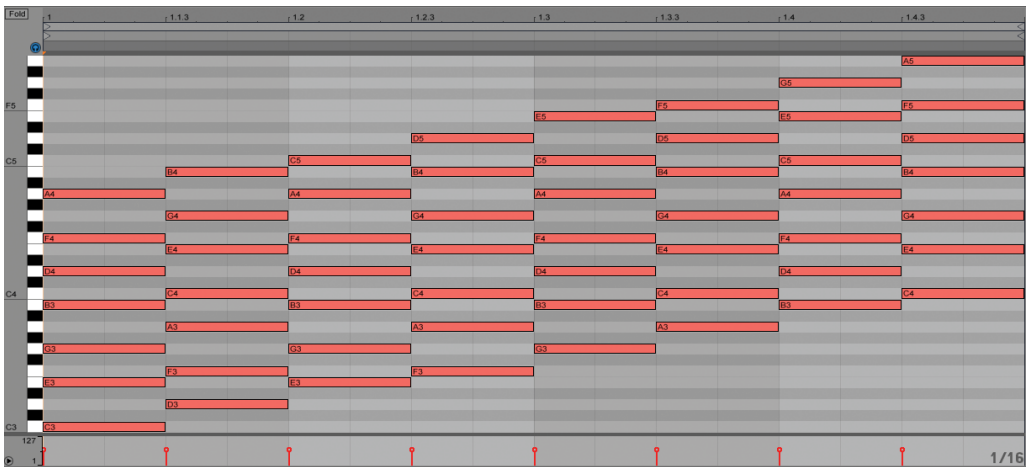 Fold 1 1.1.3 1.2 1.2.3 1.3 1.3.3 1.4 1.4.3
A5
G5
F5 F5 F5
E5 E5
D5 D5 D5
C5 C5 C5 C5
B4 B4 B4 B4
A4 A4 A4 A4
G4 G4 G4 G4
F4 F4 F4 F4
E4 E4 E4 E4
D4 D4 D4 D4
C4 C4 C4 C4 C4
B3 B3 B3 B3
A3 A3 A3
G3 G3 G3
F3 F3
E3 E3
D3
C3 C3
127
1 1/16